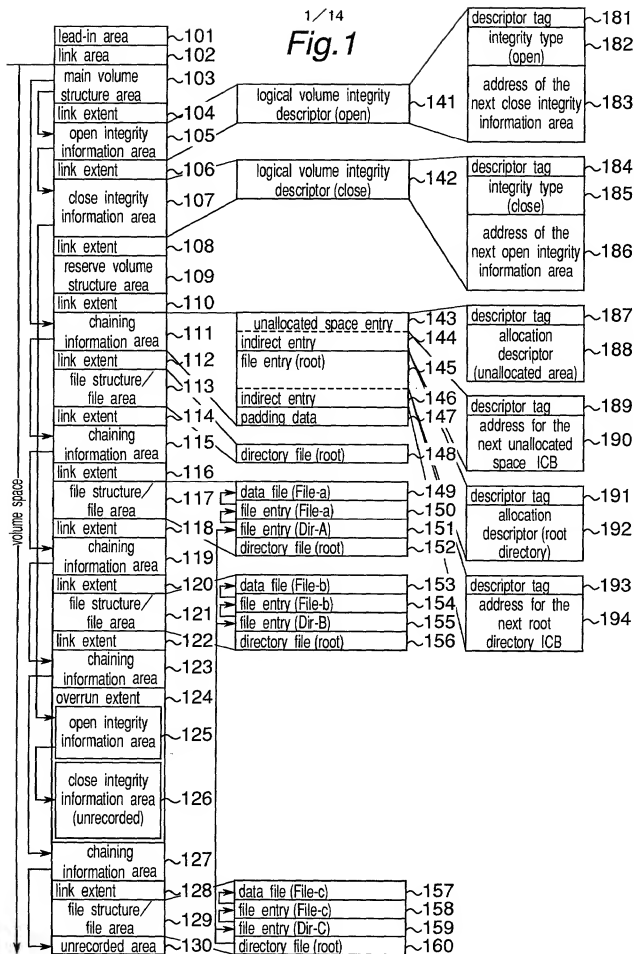 1/14
Fig.1
volume space
lead-in area 101
link area 102
main volume 103
structure area
link extent 104
open integrity 105
information area
link extent 106
close integrity 107
information area
link extent 108
reserve volume 109
structure area
link extent 110
chaining 111
information area
link extent 112
file structure/ 113
file area
link extent 114
chaining 115
information area
link extent 116
file structure/ 117
file area
link extent 118
chaining 119
information area
link extent 120
file structure/ 121
file area
link extent 122
chaining 123
information area
overrun extent 124
open integrity 125
information area
close integrity 126
information area
(unrecorded)
chaining 127
information area
link extent 128
file structure/ 129
file area
unrecorded area 130
logical volume integrity 141
descriptor (open)
logical volume integrity 142
descriptor (close)
unallocated space entry 143
indirect entry 144
file entry (root) 145
indirect entry 146
padding data 147
directory file (root) 148
data file (File-a) 149
file entry (File-a) 150
file entry (Dir-A) 151
directory file (root) 152
data file (File-b) 153
file entry (File-b) 154
file entry (Dir-B) 155
directory file (root) 156
data file (File-c) 157
file entry (File-c) 158
file entry (Dir-C) 159
directory file (root) 160
descriptor tag 181
integrity type 182
(open)
address of the
next close integrity 183
information area
descriptor tag 184
integrity type 185
(close)
address of the
next open integrity 186
information area
descriptor tag 187
allocation
descriptor 188
(unallocated area)
descriptor tag 189
address for the
next unallocated 190
space ICB
descriptor tag 191
allocation
descriptor (root 192
directory)
descriptor tag 193
address for the
next root 194
directory ICB